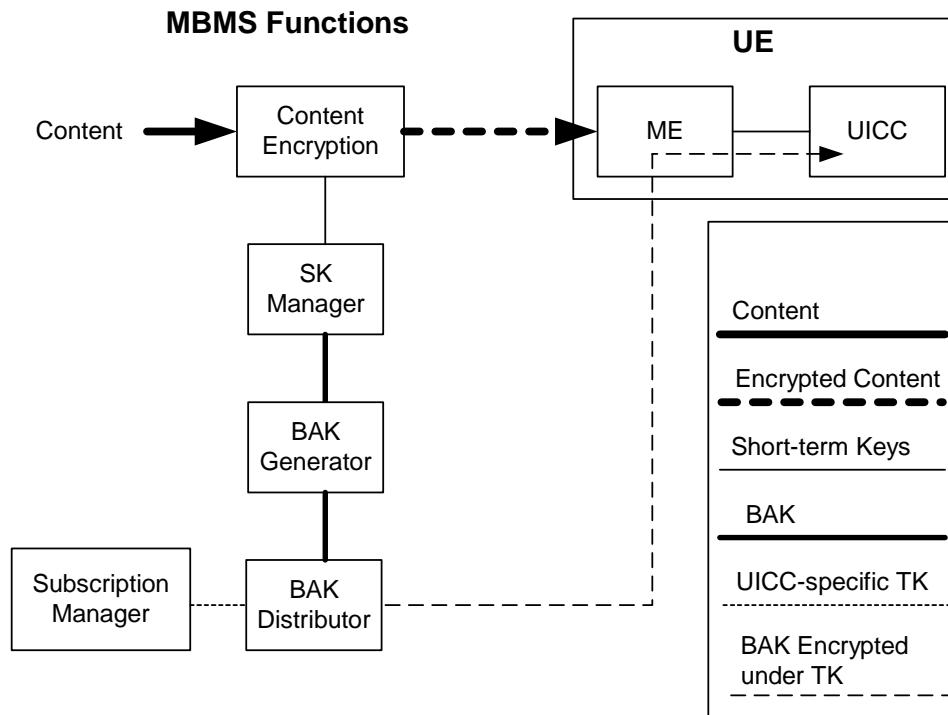 MBMS Functions
UE
Content
Content
Encryption
ME
UICC
SK
Manager
BAK
Generator
Subscription
Manager
BAK
Distributor
Content
Encrypted Content
Short-term Keys
BAK
UICC-specific TK
BAK Encrypted
under TK